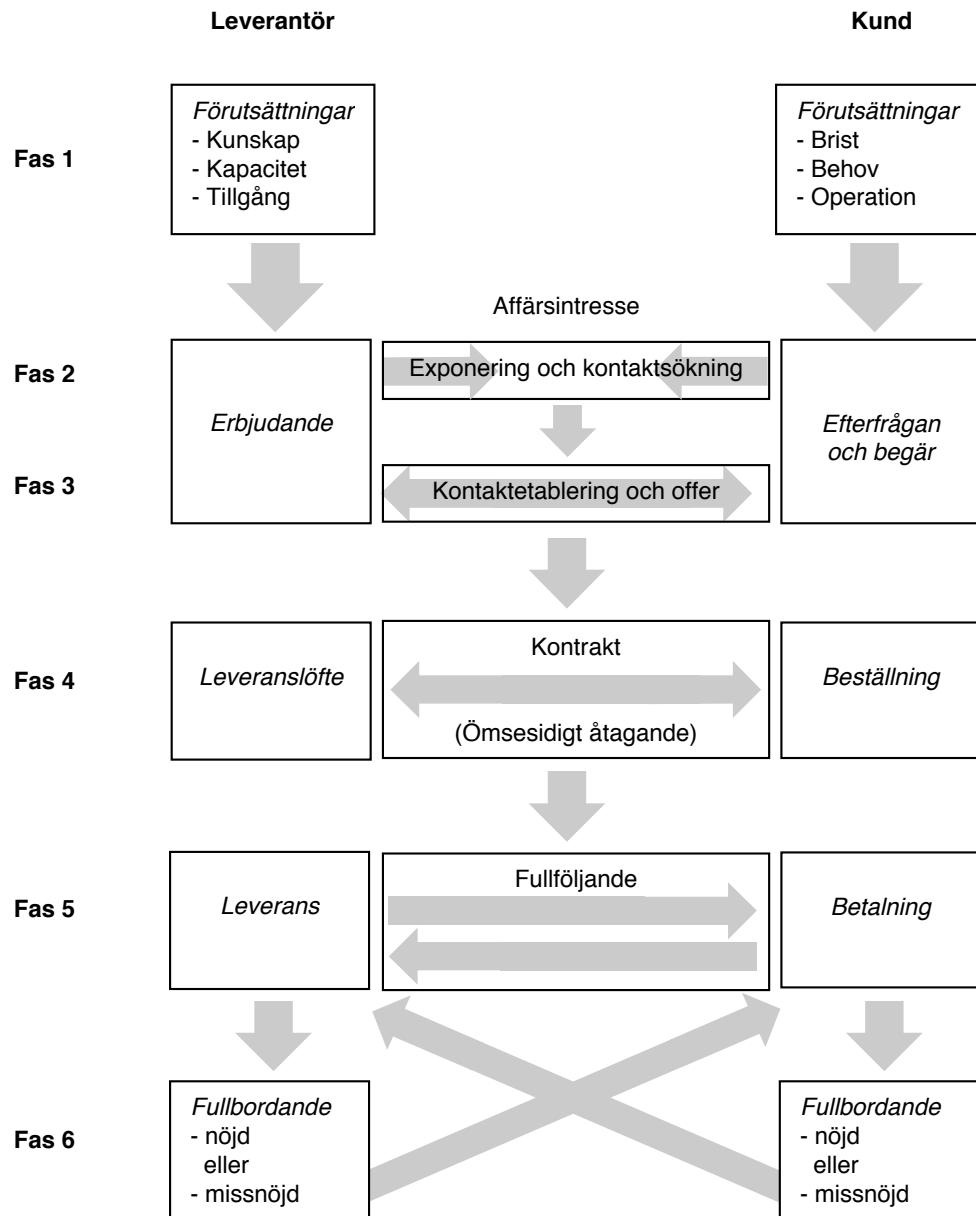 Leverantör
Kund
Fas 1
Förutsättningar
- Kunskap
- Kapacitet
- Tillgång
Förutsättningar
- Brist
- Behov
- Operation
Affärsintresse
Fas 2
Erbjudande
Exponering och kontaktsökning
Efterfrågan
och begär
Fas 3
Kontaktetablering och offer
Fas 4
Leveranslöfte
Kontrakt
(Ömsesidigt åtagande)
Beställning
Fas 5
Leverans
Fullföljande
Betalning
Fas 6
Fullbordande
- nöjd
eller
- missnöjd
Fullbordande
- nöjd
eller
- missnöjd